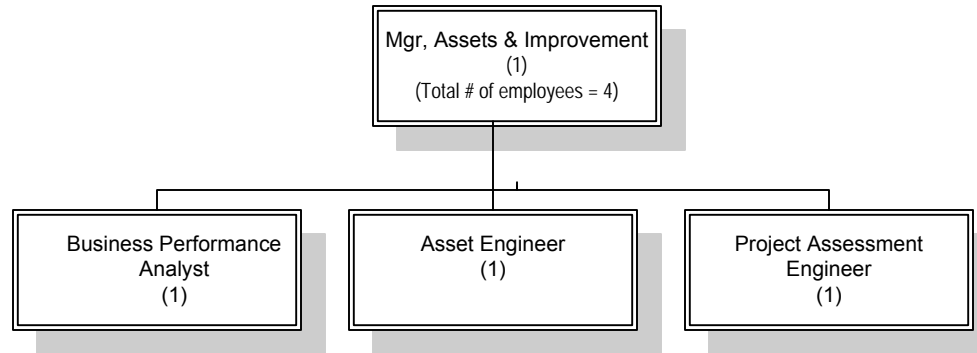 Mgr, Assets & Improvement
(1)
(Total # of employees = 4)
Business Performance
Analyst
(1)
Asset Engineer
(1)
Project Assessment
Engineer
(1)